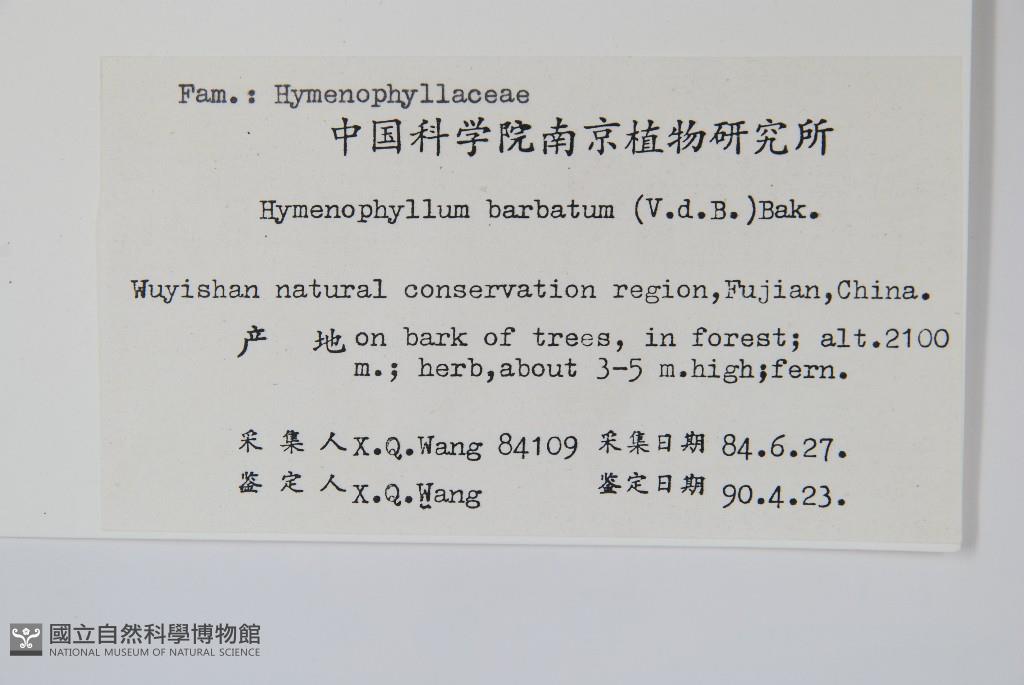 Fam.: Hymenophyllaceae
中国科学院南京植物研究所
Hymenophyllum barbatum (V.d.B.)Bak.
Wuyishan natural conservation region,Fujian,China.
产 地 on bark of trees, in forest; alt.2100
m.; herb,about 3-5 m.high;fern.
采 集 人 X.Q.Wang 84109 采集日期 84.6.27.
鉴 定 人 X.Q.Wang 鉴定日期 90.4.23.
國立自然科學博物館
NATIONAL MUSEUM OF NATURAL SCIENCE